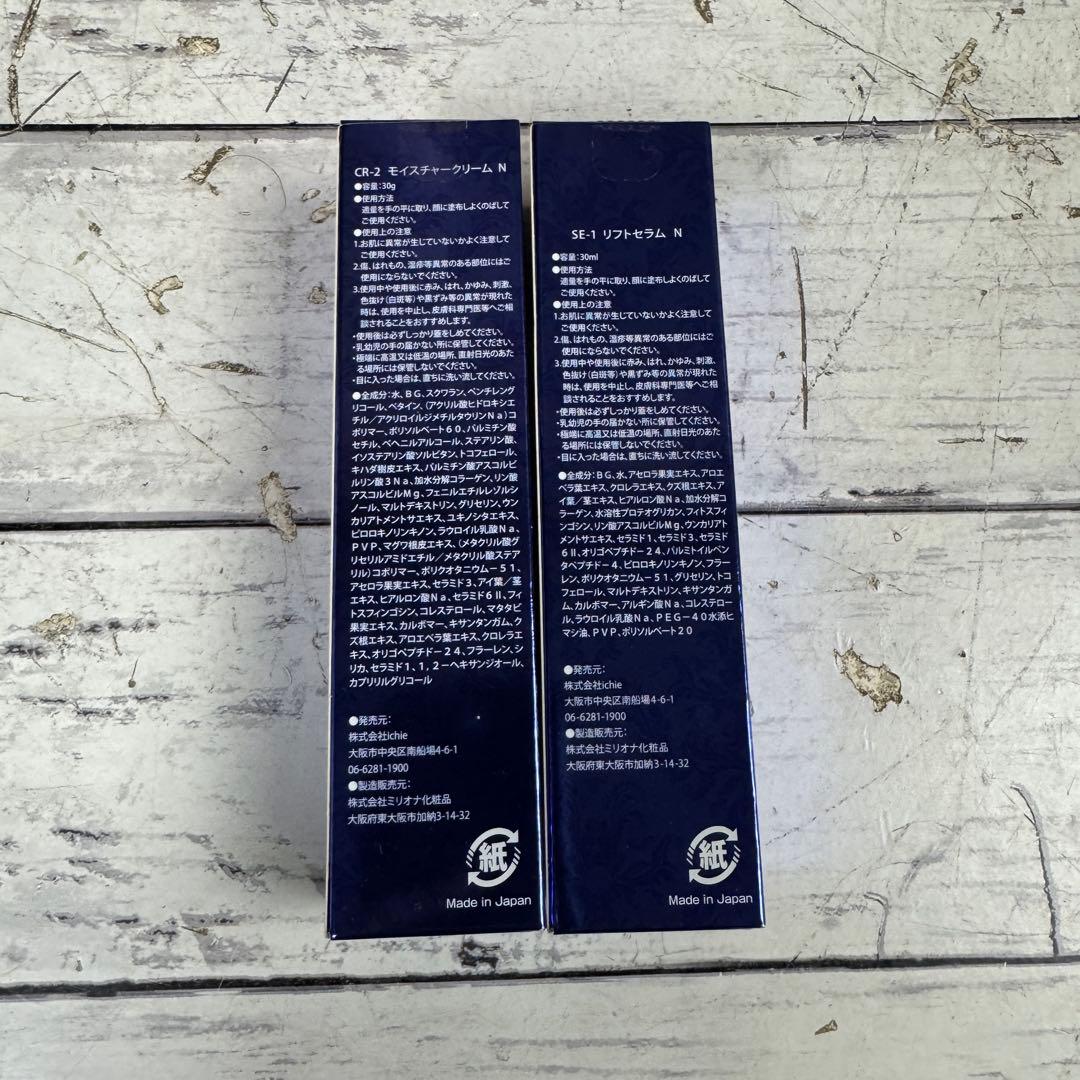 CR-2 モイスチャークリーム N
●容量:30g
●使用方法
適量を手の平に取り、顔に塗布しよくのばして
ご使用ください。
●使用上の注意
1.お肌に異常が生じていないかよく注意して
ご使用ください。
2.傷、はれもの、湿疹等異常のある部位にはご
使用にならないでください。
3.使用中や使用後に赤み、はれ、かゆみ、刺激、
色抜け(白斑等)や黒ずみ等の異常が現れた
時は、使用を中止し、皮膚科専門医等へご相
談されることをおすすめします。
・使用後は必ずしっかり蓋をしめてください。
・乳幼児の手の届かない所に保管してください。
・極端に高温又は低温の場所、直射日光のあた
る場所には保管しないでください。
・目に入った場合は、直ちに洗い流してください。
●全成分:水、BG、スクワラン、ペンチレング
リコール、ベタイン、(アクリル酸ヒドロキシエ
チル/アクリロイルジメチルタウリンNa)コ
ポリマー、ポリソルベート60、パルミチン酸
セチル、ベヘニルアルコール、ステアリン酸、
イソステアリン酸ソルビタン、トコフェロール、
キハダ樹皮エキス、パルミチン酸アスコルビ
ルリン酸3Na、加水分解コラーゲン、リン酸
アスコルビルMg、フェニルエチルレゾルシ
ノール、マルトデキストリン、グリセリン、ウン
カリアトメントサエキス、ユキノシタエキス、
ピロロキノリンキノン、ラウロイル乳酸Na、
PVP、マグワ根皮エキス、(メタクリル酸グ
リセリルアミドエチル/メタクリル酸ステア
リル)コポリマー、ポリクオタニウム-51、
アセロラ果実エキス、セラミド3、アイ葉/茎
エキス、ヒアルロン酸Na、セラミド6Ⅱ、フィ
トスフィンゴシン、コレステロール、マタタビ
果実エキス、カルボマー、キサンタンガム、ク
ズ根エキス、アロエベラ葉エキス、クロレラエ
キス、オリゴペプチド-24、フラーレン、シ
リカ、セラミド1、1,2-ヘキサンジオール、
カプリリルグリコール
●発売元:
株式会社ichie
大阪市中央区南船場4-6-1
06-6281-1900
●製造販売元:
株式会社ミリオナ化粧品
大阪府東大阪市加納3-14-32
紙
Made in Japan
SE-1 リフトセラム N
●容量:30ml
●使用方法
適量を手の平に取り、顔に塗布しよくのばして
ご使用ください。
●使用上の注意
1.お肌に異常が生じていないかよく注意して
ご使用ください。
2.傷、はれもの、湿疹等異常のある部位にはご
使用にならないでください。
3.使用中や使用後に赤み、はれ、かゆみ、刺激、
色抜け(白斑等)や黒ずみ等の異常が現れた
時は、使用を中止し、皮膚科専門医等へご相
談されることをおすすめします。
・使用後は必ずしっかり蓋をしめてください。
・乳幼児の手の届かない所に保管してください。
・極端に高温又は低温の場所、直射日光のあた
る場所には保管しないでください。
・目に入った場合は、直ちに洗い流してください。
●全成分:BG、水、アセロラ果実エキス、アロエ
ベラ葉エキス、クロレラエキス、クズ根エキス、ア
イ葉/茎エキス、ヒアルロン酸Na、加水分解コ
ラーゲン、水溶性プロテオグリカン、フィトスフィ
ンゴシン、リン酸アスコルビルMg、ウンカリアト
メントサエキス、セラミド1、セラミド3、セラミド
6Ⅱ、オリゴペプチド-24、パルミトイルペン
タペプチド-4、ピロロキノリンキノン、フラー
レン、ポリクオタニウム-51、グリセリン、トコ
フェロール、マルトデキストリン、キサンタンガ
ム、カルボマー、アルギン酸Na、コレステロー
ル、ラウロイル乳酸Na、PEG-40水添ヒ
マシ油、PVP、ポリソルベート20
●発売元:
株式会社ichie
大阪市中央区南船場4-6-1
06-6281-1900
●製造販売元:
株式会社ミリオナ化粧品
大阪府東大阪市加納3-14-32
紙
Made in Japan